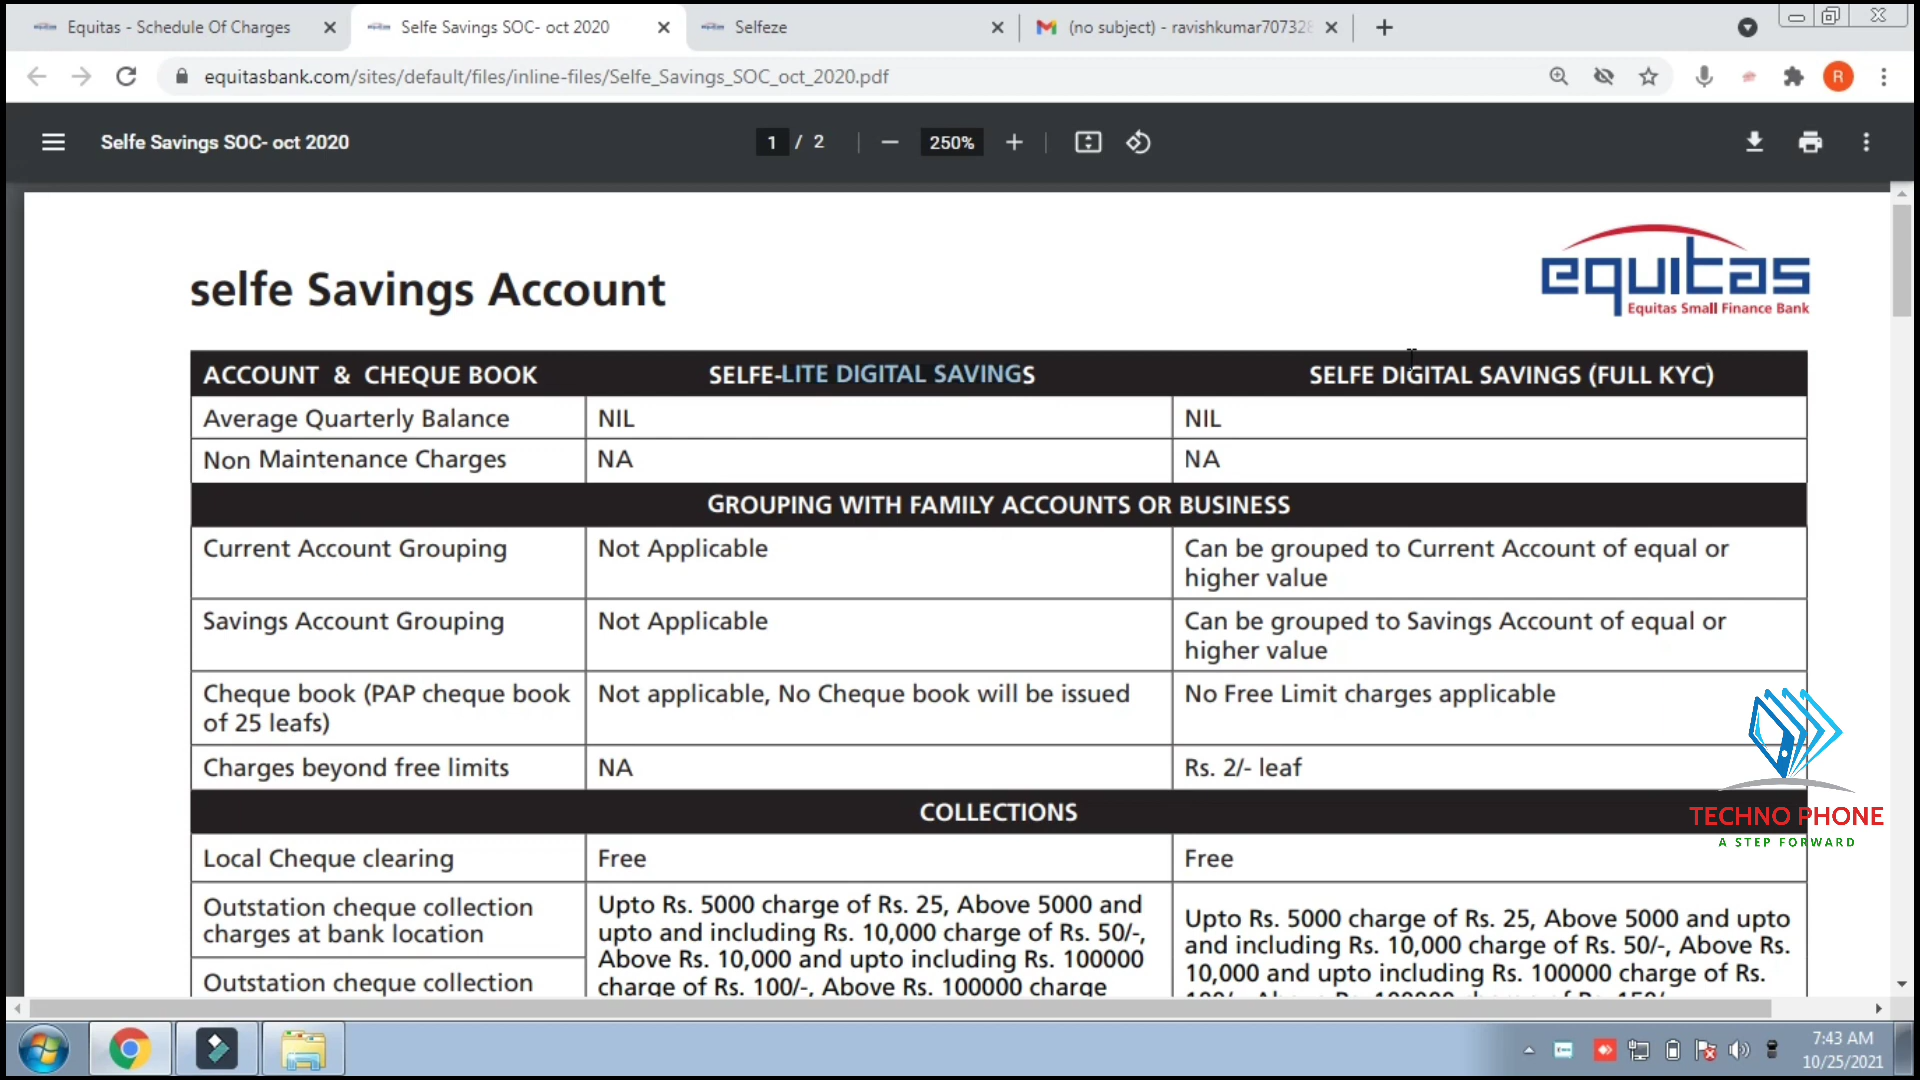 Equitas - Schedule Of Charges
Selfe Savings SOC- oct 2020
Selfeze
(no subject) - ravishkumar70732
equitasbank.com/sites/default/files/inline-files/Selfe_Savings_SOC_oct_2020.pdf
R
Selfe Savings SOC- oct 2020
1 / 2
250%
selfe Savings Account
equitas
Equitas Small Finance Bank
ACCOUNT & CHEQUE BOOK
SELFE-LITE DIGITAL SAVINGS
SELFE DIGITAL SAVINGS (FULL KYC)
Average Quarterly Balance
NIL
NIL
Non Maintenance Charges
NA
NA
GROUPING WITH FAMILY ACCOUNTS OR BUSINESS
Current Account Grouping
Not Applicable
Can be grouped to Current Account of equal or
higher value
Savings Account Grouping
Not Applicable
Can be grouped to Savings Account of equal or
higher value
Cheque book (PAP cheque book
of 25 leafs)
Not applicable, No Cheque book will be issued
No Free Limit charges applicable
Charges beyond free limits
NA
Rs. 2/- leaf
COLLECTIONS
Local Cheque clearing
Free
Free
Outstation cheque collection
charges at bank location
Outstation cheque collection
Upto Rs. 5000 charge of Rs. 25, Above 5000 and
upto and including Rs. 10,000 charge of Rs. 50/-,
Above Rs. 10,000 and upto including Rs. 100000
charge of Rs. 100/-, Above Rs. 100000 charge
Upto Rs. 5000 charge of Rs. 25, Above 5000 and upto
and including Rs. 10,000 charge of Rs. 50/-, Above Rs.
10,000 and upto including Rs. 100000 charge of Rs.
TECHNO PHONE
A STEP FORWARD
7:43 AM
10/25/2021